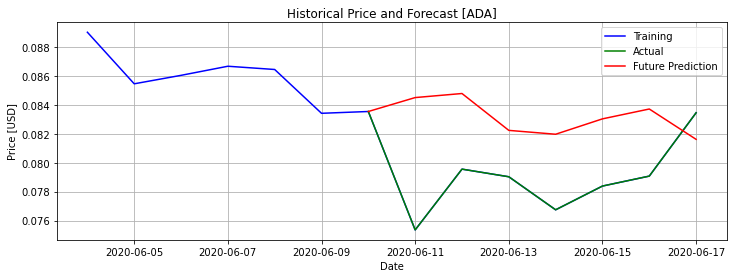 Historical Price and Forecast [ADA]
Training
Actual
Future Prediction
Price [USD]
0.088
0.086
0.084
0.082
0.080
0.078
0.076
2020-06-05 2020-06-07 2020-06-09 2020-06-11 2020-06-13 2020-06-15 2020-06-17
Date